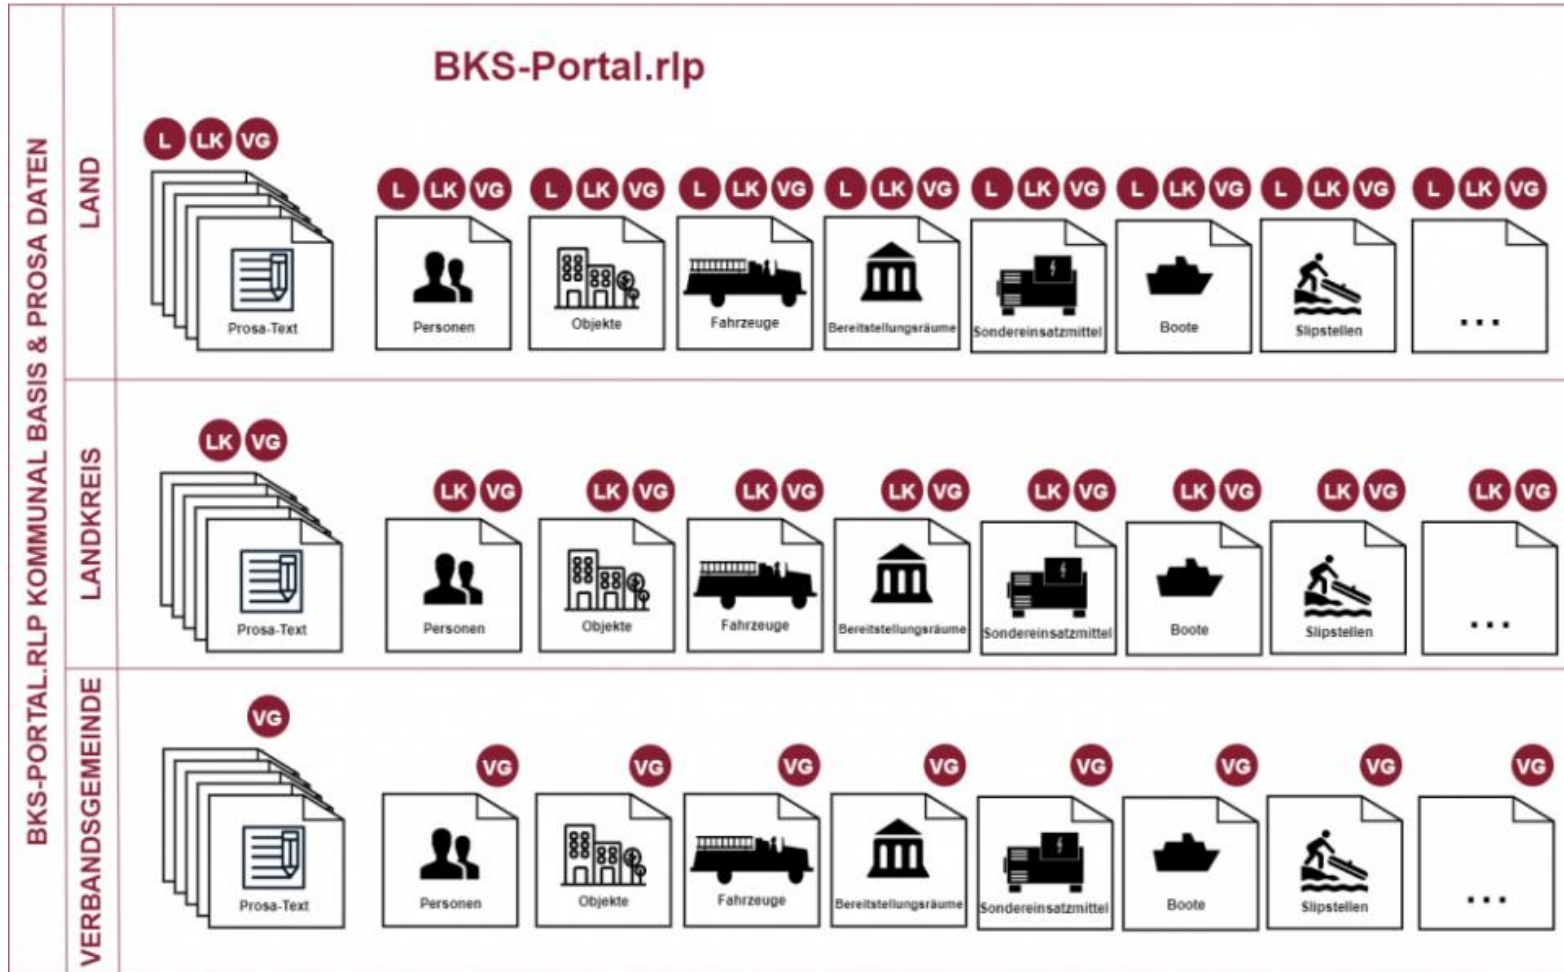 BKS-PORTAL.RLP KOMMUNAL BASIS & PROSA DATEN
BKS-Portal.rlp
LAND
L LK VG
L LK VG L LK VG L LK VG L LK VG L LK VG L LK VG L LK VG L LK VG
Prosa-Text Personen Objekte Fahrzeuge Bereitstellungsräume Sondereinsatzmittel Boote Slipstellen ...
LANDKREIS
LK VG
LK VG LK VG LK VG LK VG LK VG LK VG LK VG LK VG
Prosa-Text Personen Objekte Fahrzeuge Bereitstellungsräume Sondereinsatzmittel Boote Slipstellen ...
VERBANDSGEMEINDE
VG
VG VG VG VG VG VG VG VG
Prosa-Text Personen Objekte Fahrzeuge Bereitstellungsräume Sondereinsatzmittel Boote Slipstellen ...